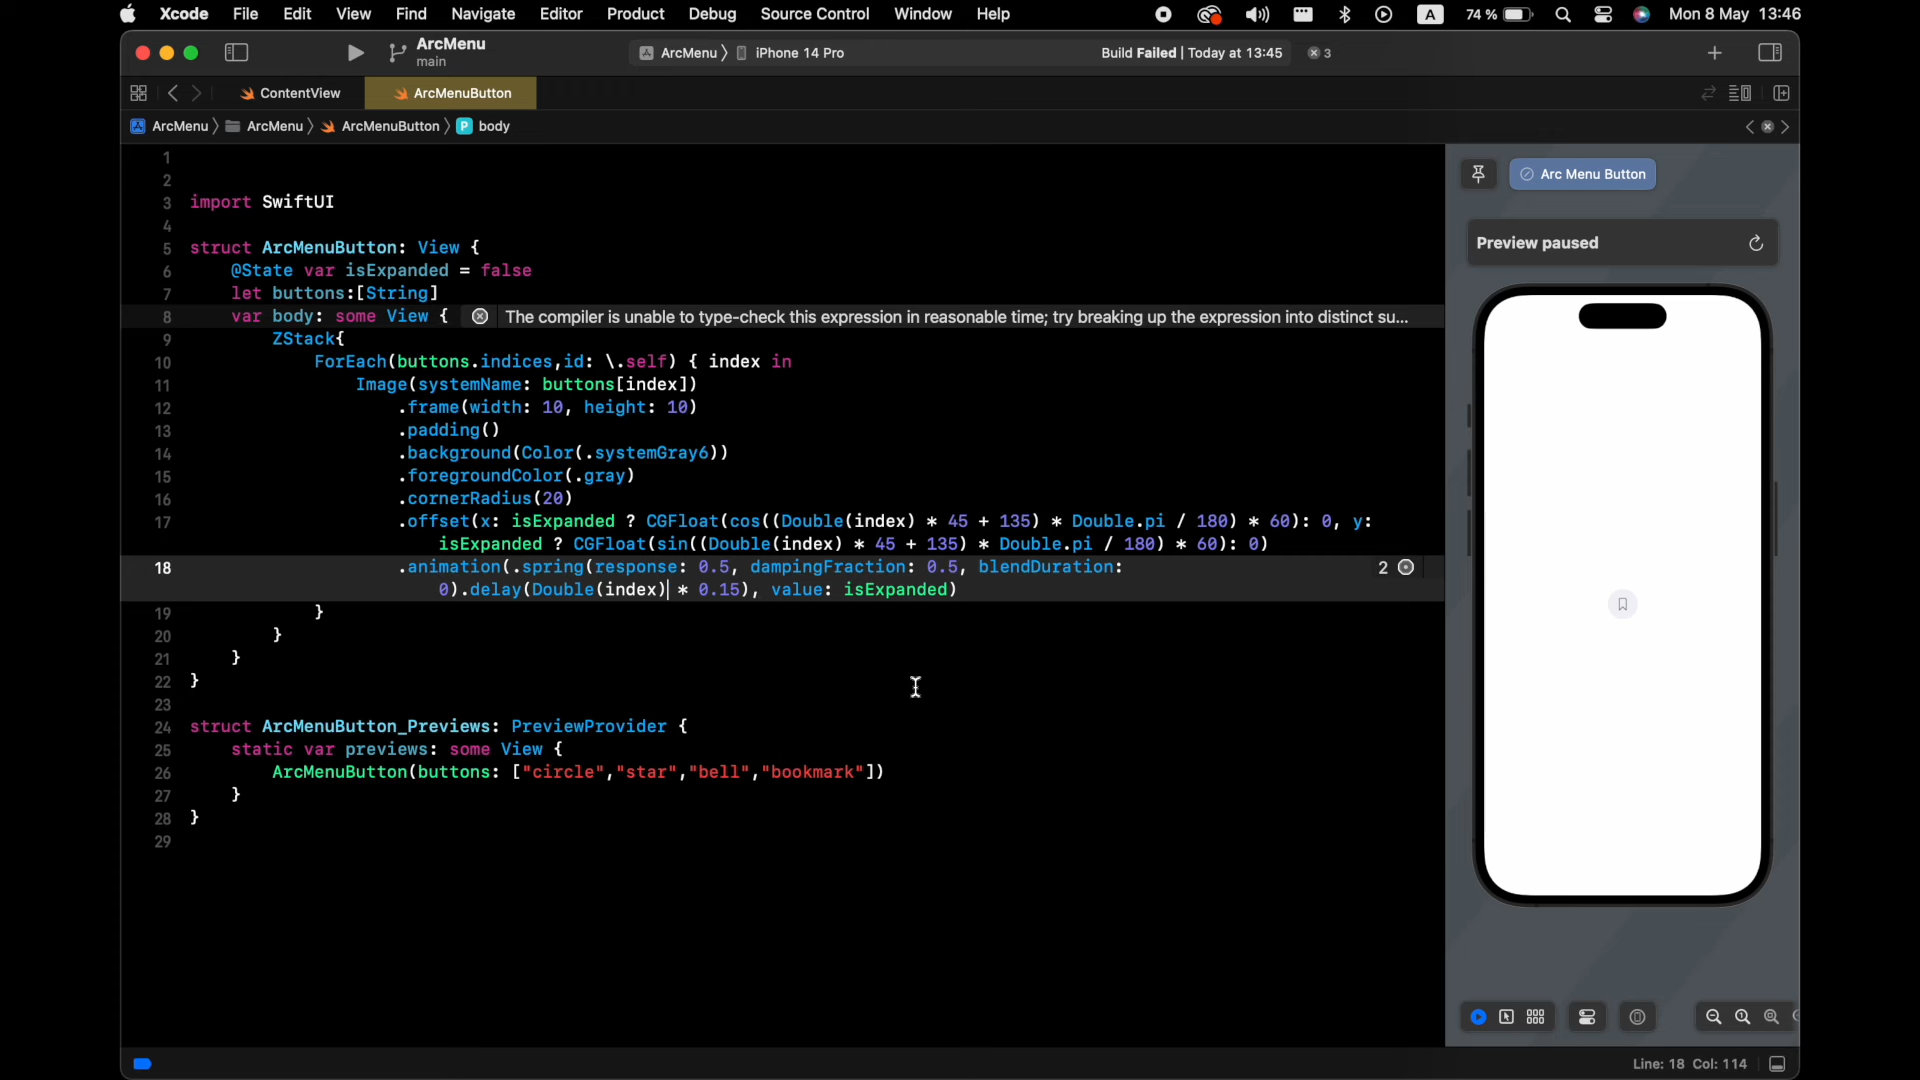 Xcode File Edit View Find Navigate Editor Product Debug Source Control Window Help A 74 % Mon 8 May 13:46
ArcMenu
main
ArcMenu 〉 iPhone 14 Pro
Build Failed | Today at 13:45
3
ContentView
ArcMenuButton
ArcMenu 〉 ArcMenu 〉 ArcMenuButton 〉 P body
1
2
3 import SwiftUI
4
5 struct ArcMenuButton: View {
6 @State var isExpanded = false
7 let buttons:[String]
8 var body: some View { The compiler is unable to type-check this expression in reasonable time; try breaking up the expression into distinct su...
9 ZStack{
10 ForEach(buttons.indices,id: \.self) { index in
11 Image(systemName: buttons[index])
12 .frame(width: 10, height: 10)
13 .padding()
14 .background(Color(.systemGray6))
15 .foregroundColor(.gray)
16 .cornerRadius(20)
17 .offset(x: isExpanded ? CGFloat(cos((Double(index) * 45 + 135) * Double.pi / 180) * 60): 0, y:
isExpanded ? CGFloat(sin((Double(index) * 45 + 135) * Double.pi / 180) * 60): 0)
18 .animation(.spring(response: 0.5, dampingFraction: 0.5, blendDuration: 2
0).delay(Double(index) * 0.15), value: isExpanded)
19 }
20 }
21 }
22 }
23
24 struct ArcMenuButton_Previews: PreviewProvider {
25 static var previews: some View {
26 ArcMenuButton(buttons: ["circle","star","bell","bookmark"])
27 }
28 }
29
Arc Menu Button
Preview paused
Line: 18 Col: 114